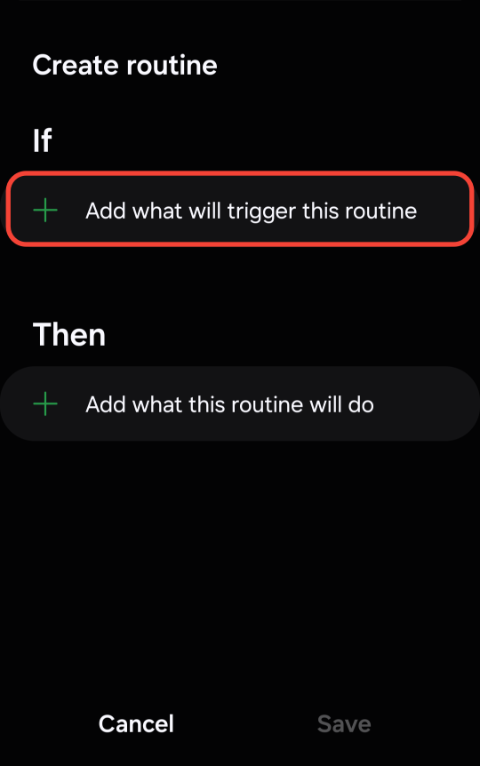 Create routine
If
Add what will trigger this routine
Then
Add what this routine will do
Cancel Save